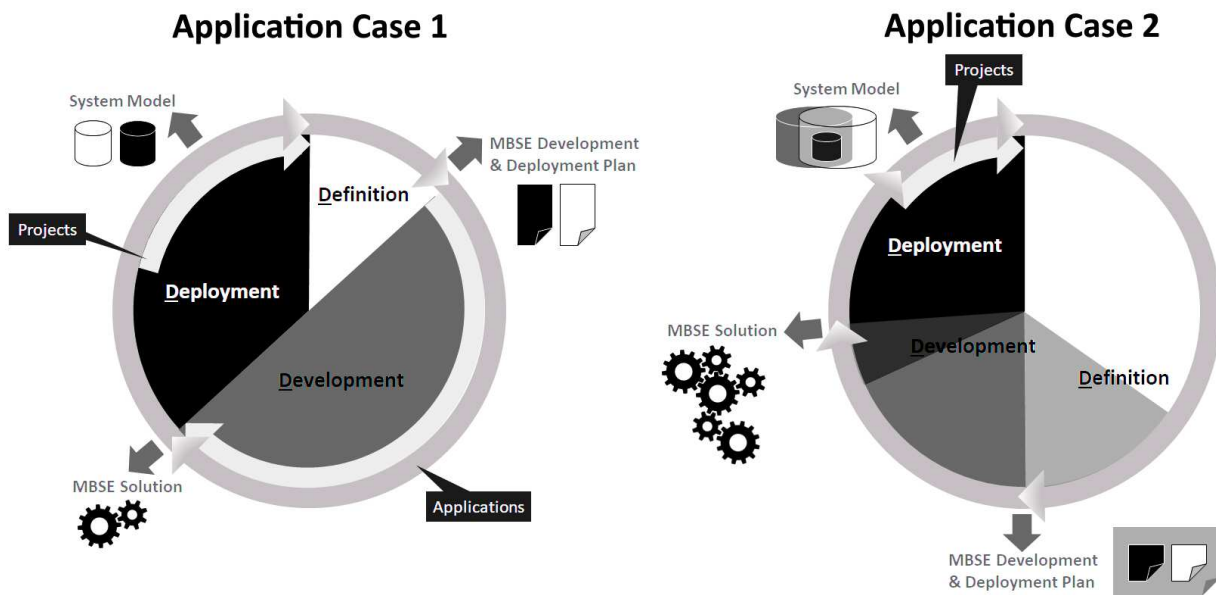 Application Case 1
System Model
MBSE Development
& Deployment Plan
Definition
Projects
Deployment
Development
MBSE Solution
Applications
Application Case 2
Projects
System Model
Deployment
MBSE Solution
Development
Definition
MBSE Development
& Deployment Plan